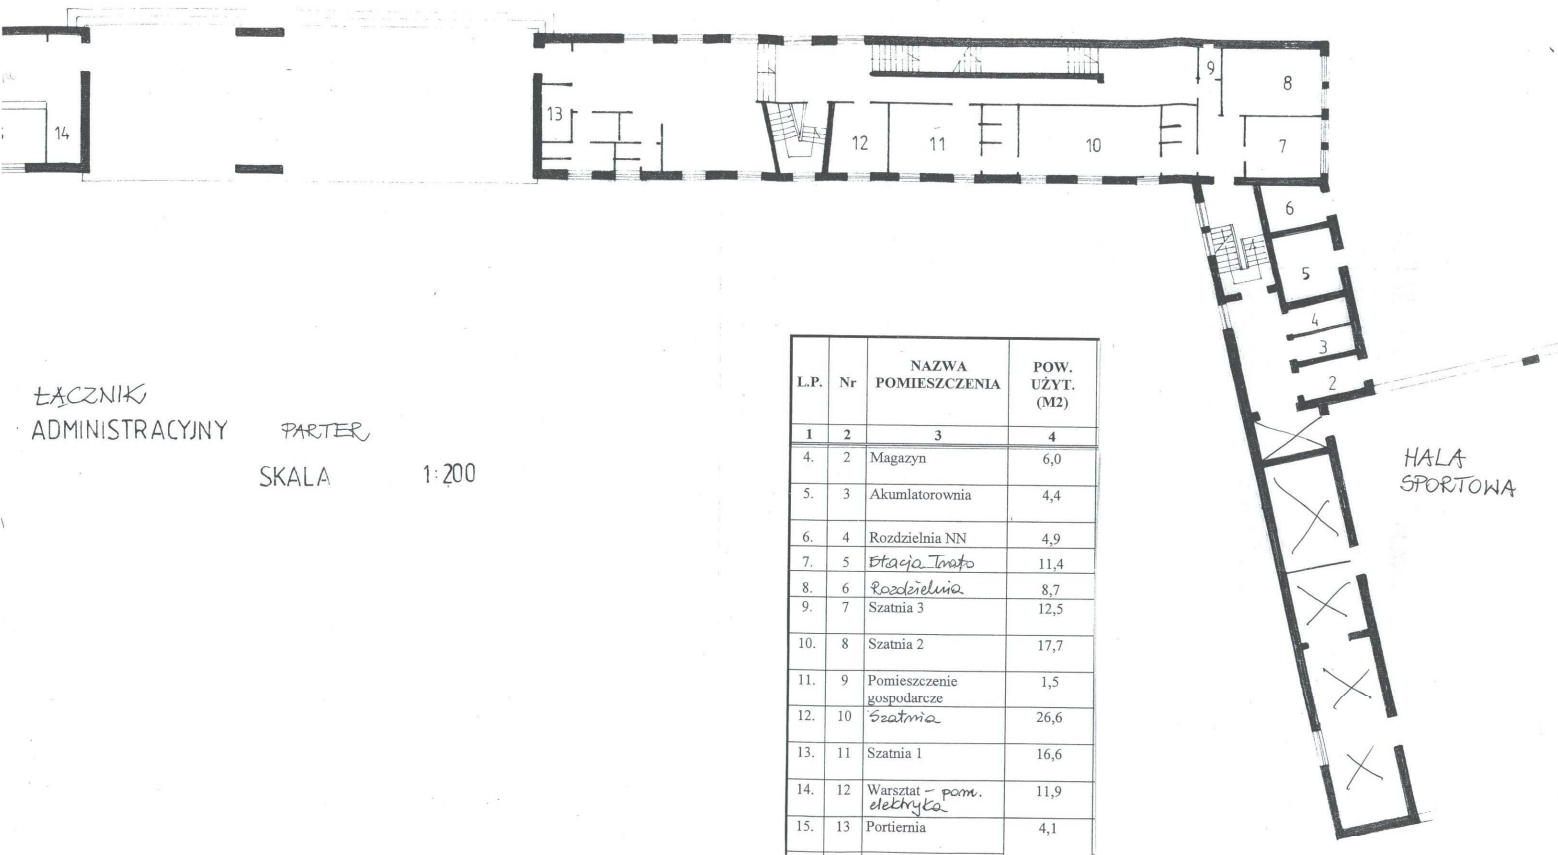 9
8
13
14
12
11
10
7
6
5
4
3
2
ŁĄCZNIK
ADMINISTRACYJNY PARTER
SKALA 1:200
HALA
SPORTOWA
L.P. Nr NAZWA POMIESZCZENIA POW. UŻYT. (M2)
1 2 3 4
4. 2 Magazyn 6,0
5. 3 Akumlatorownia 4,4
6. 4 Rozdzielnia NN 4,9
7. 5 Stacja Trafo 11,4
8. 6 Rozdzielnia 8,7
9. 7 Szatnia 3 12,5
10. 8 Szatnia 2 17,7
11. 9 Pomieszczenie gospodarcze 1,5
12. 10 Szatnia 26,6
13. 11 Szatnia 1 16,6
14. 12 Warsztat – pom. elektryka 11,9
15. 13 Portiernia 4,1